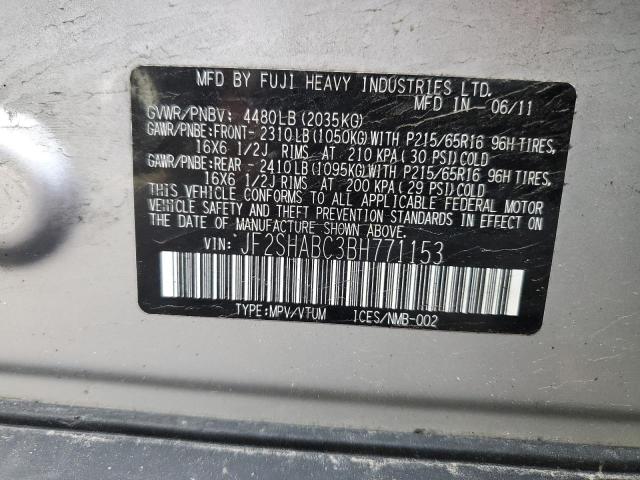 MFD BY FUJI HEAVY INDUSTRIES LTD.
MFD IN- 06/11
GVWR/PNBV: 4480LB(2035KG)
GAWR/PNBE:FRONT- 2310LB(1050KG)WITH P215/65R16 96H TIRES,
16X6 1/2J RIMS AT 210 KPA( 30 PSI)COLD
GAWR/PNBE:REAR - 2410LB(1095KG)WITH P215/65R16 96H TIRES,
16X6 1/2J RIMS AT 200 KPA( 29 PSI)COLD
THIS VEHICLE CONFORMS TO ALL APPLICABLE FEDERAL MOTOR
VEHICLE SAFETY AND THEFT PREVENTION STANDARDS IN EFFECT ON
THE DATE OF MANUFACTURE SHOWN ABOVE.
VIN: JF2SHABC3BH771153
TYPE:MPV/VTUM ICES/NMB-002